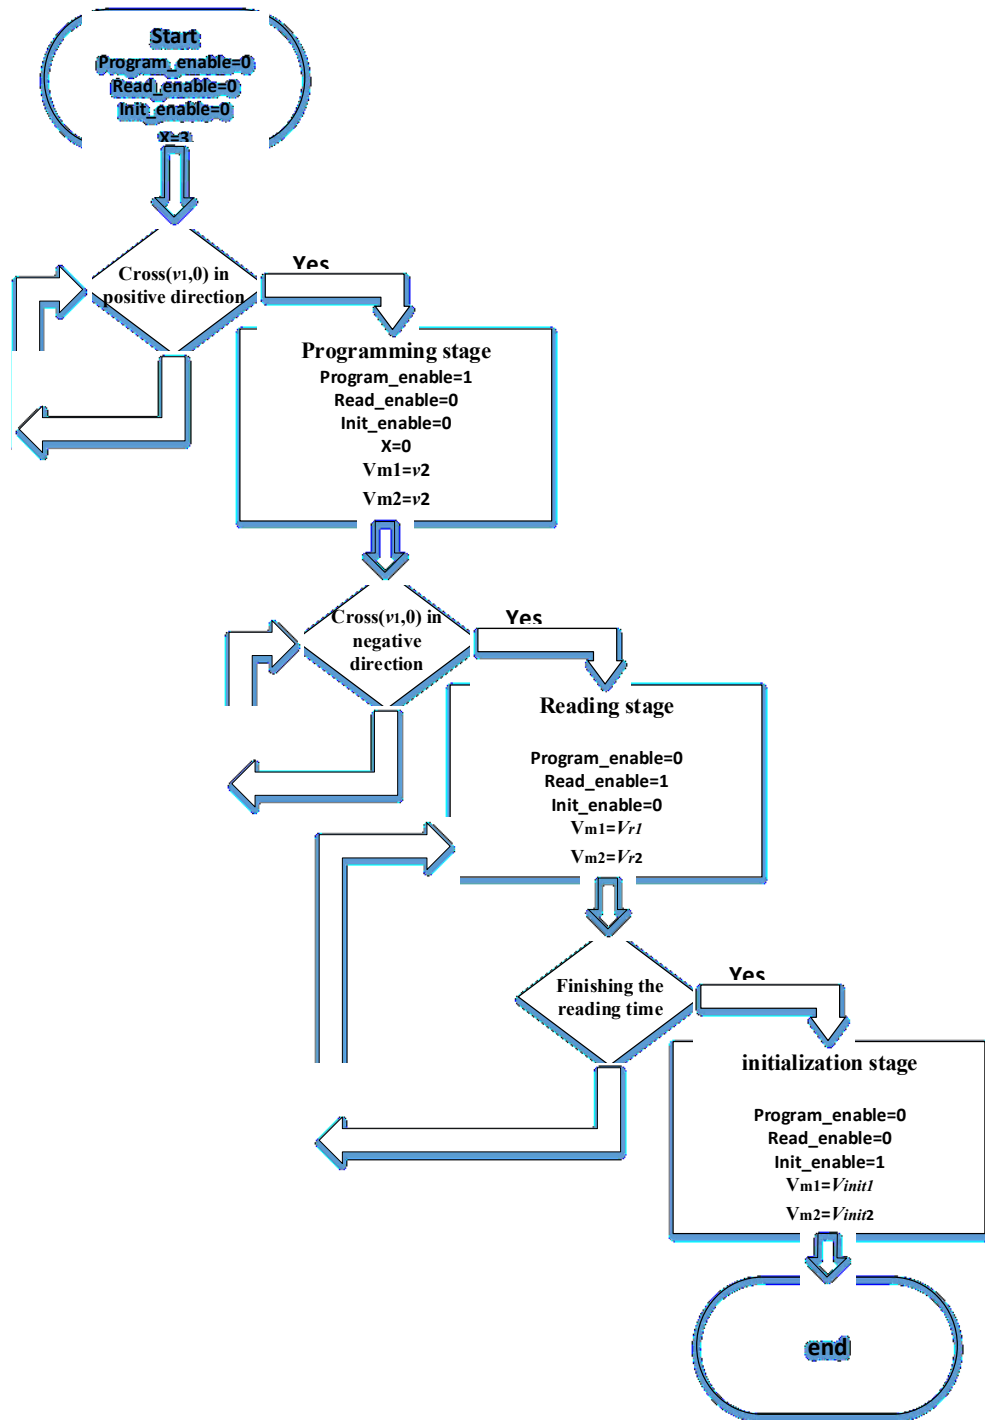 Start
Program_enable=0
Read_enable=0
Init_enable=0
X=3
Cross(v1,0) in
positive direction
Yes
Programming stage
Program_enable=1
Read_enable=0
Init_enable=0
X=0
Vm1=v2
Vm2=v2
Cross(v1,0) in
negative
direction
Yes
Reading stage
Program_enable=0
Read_enable=1
Init_enable=0
Vm1=Vr1
Vm2=Vr2
Finishing the
reading time
Yes
initialization stage
Program_enable=0
Read_enable=0
Init_enable=1
Vm1=Vinit1
Vm2=Vinit2
end